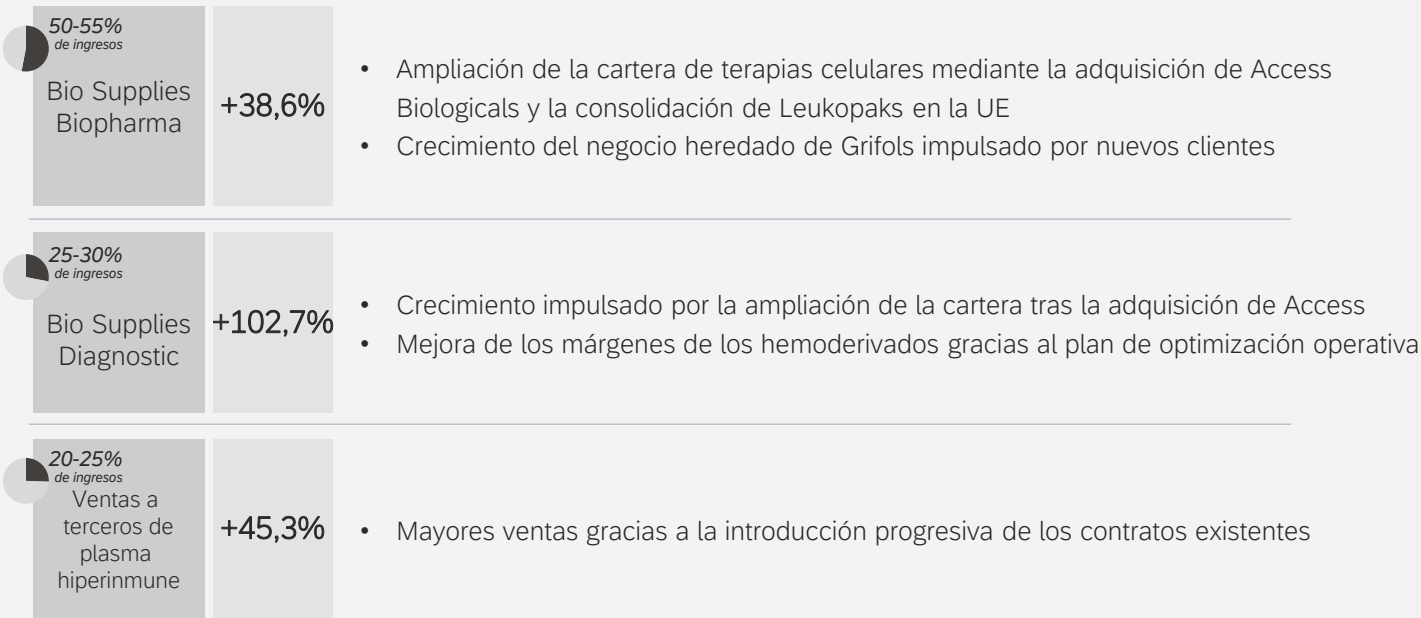 50-55%
de ingresos
Bio Supplies
Biopharma
+38,6%
• Ampliación de la cartera de terapias celulares mediante la adquisición de Access
Biologicals y la consolidación de Leukopaks en la UE
• Crecimiento del negocio heredado de Grifols impulsado por nuevos clientes
25-30%
de ingresos
Bio Supplies
Diagnostic
+102,7%
• Crecimiento impulsado por la ampliación de la cartera tras la adquisición de Access
• Mejora de los márgenes de los hemoderivados gracias al plan de optimización operativa
20-25%
de ingresos
Ventas a
terceros de
plasma
hiperinmune
+45,3%
• Mayores ventas gracias a la introducción progresiva de los contratos existentes